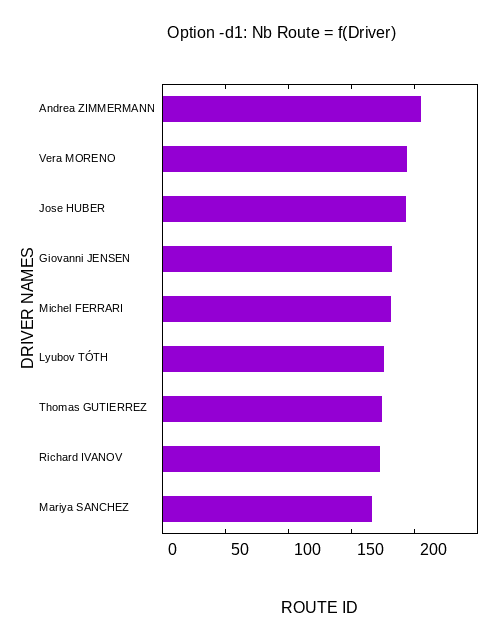 Option -d1: Nb Route = f(Driver)
Andrea ZIMMERMANN
Vera MORENO
Jose HUBER
Giovanni JENSEN
Michel FERRARI
Lyubov TÓTH
Thomas GUTIERREZ
Richard IVANOV
Mariya SANCHEZ
DRIVER NAMES
0 50 100 150 200
ROUTE ID